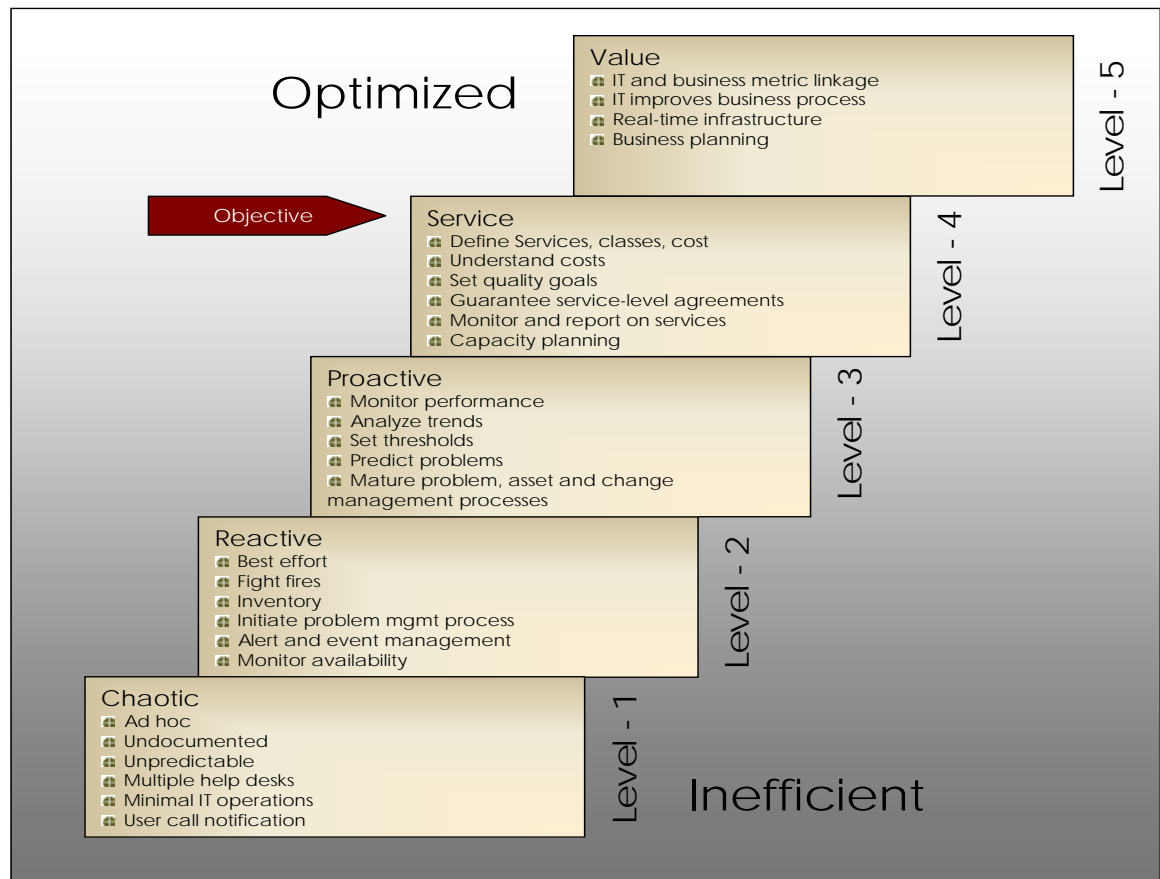 Optimized
Value
IT and business metric linkage
IT improves business process
Real-time infrastructure
Business planning
Level - 5
Objective
Service
Define Services, classes, cost
Understand costs
Set quality goals
Guarantee service-level agreements
Monitor and report on services
Capacity planning
Level - 4
Proactive
Monitor performance
Analyze trends
Set thresholds
Predict problems
Mature problem, asset and change
management processes
Level - 3
Reactive
Best effort
Fight fires
Inventory
Initiate problem mgmt process
Alert and event management
Monitor availability
Level - 2
Chaotic
Ad hoc
Undocumented
Unpredictable
Multiple help desks
Minimal IT operations
User call notification
Level - 1
Inefficient